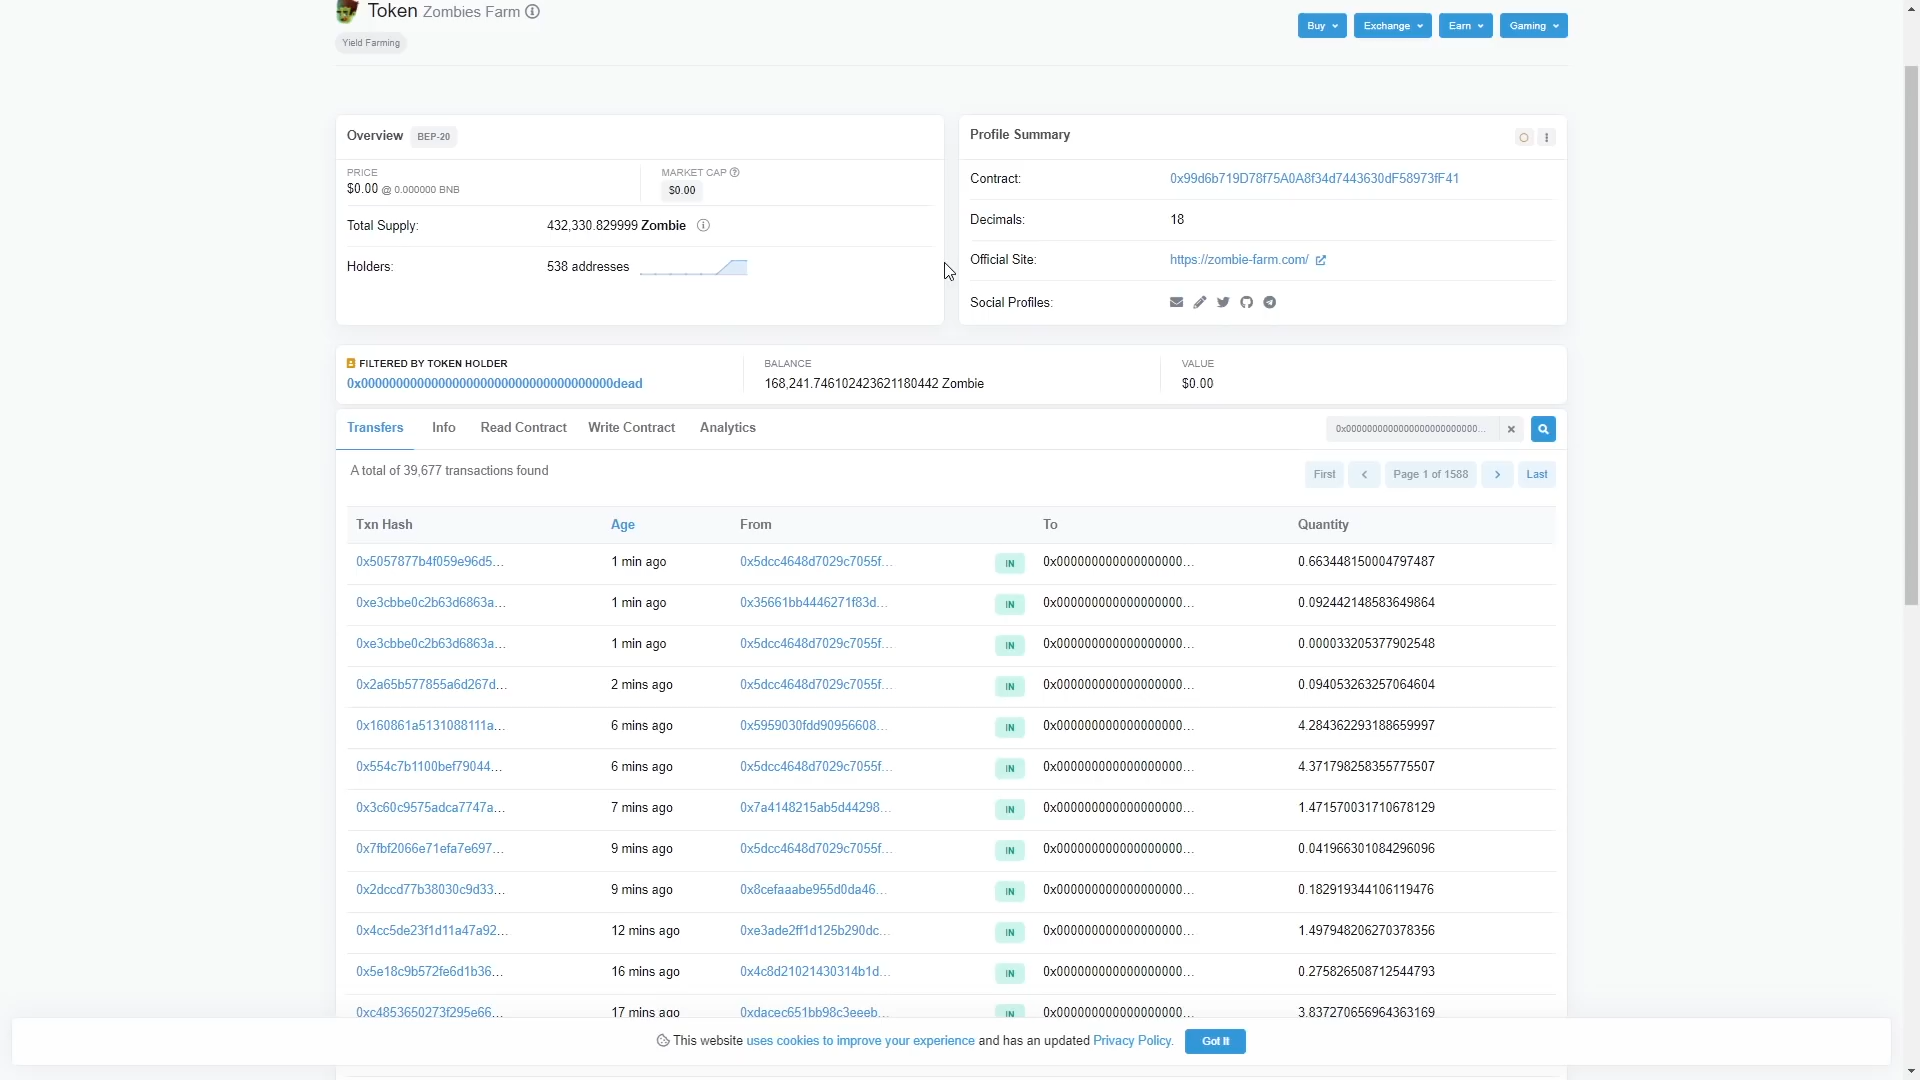 Token Zombies Farm
Buy Exchange Earn Gaming
Yield Farming
Overview BEP-20
PRICE
$0.00 @ 0.000000 BNB
MARKET CAP
$0.00
Total Supply: 432,330.829999 Zombie
Holders: 538 addresses
Profile Summary
Contract: 0x99d6b719D78f75A0A8f34d7443630dF58973fF41
Decimals: 18
Official Site: https://zombie-farm.com/
Social Profiles:
FILTERED BY TOKEN HOLDER
0x000000000000000000000000000000000000dead
BALANCE
168,241.746102423621180442 Zombie
VALUE
$0.00
Transfers Info Read Contract Write Contract Analytics
0x0000000000000000000000000...
A total of 39,677 transactions found
First Page 1 of 1588 Last
Txn Hash Age From To Quantity
0x5057877b4f059e96d5... 1 min ago 0x5dcc4648d7029c7055f... IN 0x000000000000000000... 0.663448150004797487
0xe3cbbe0c2b63d6863a... 1 min ago 0x35661bb4446271f83d... IN 0x000000000000000000... 0.092442148583649864
0xe3cbbe0c2b63d6863a... 1 min ago 0x5dcc4648d7029c7055f... IN 0x000000000000000000... 0.000033205377902548
0x2a65b577855a6d267d... 2 mins ago 0x5dcc4648d7029c7055f... IN 0x000000000000000000... 0.094053263257064604
0x160861a5131088111a... 6 mins ago 0x5959030fdd90956608... IN 0x000000000000000000... 4.284362293188659997
0x554c7b1100bef79044... 6 mins ago 0x5dcc4648d7029c7055f... IN 0x000000000000000000... 4.371798258355775507
0x3c60c9575adca7747a... 7 mins ago 0x7a4148215ab5d44298... IN 0x000000000000000000... 1.471570031710678129
0x7fbf2066e71efa7e697... 9 mins ago 0x5dcc4648d7029c7055f... IN 0x000000000000000000... 0.041966301084296096
0x2dccd77b38030c9d33... 9 mins ago 0x8cefaaabe955d0da46... IN 0x000000000000000000... 0.182919344106119476
0x4cc5de23f1d11a47a92... 12 mins ago 0xe3ade2ff1d125b290dc... IN 0x000000000000000000... 1.497948206270378356
0x5e18c9b572fe6d1b36... 16 mins ago 0x4c8d21021430314b1d... IN 0x000000000000000000... 0.275826508712544793
0xc4853650273f295e66... 17 mins ago 0xdacec651bb98c3eeeb... IN 0x000000000000000000... 3.837270656964363169
This website uses cookies to improve your experience and has an updated Privacy Policy. Got It